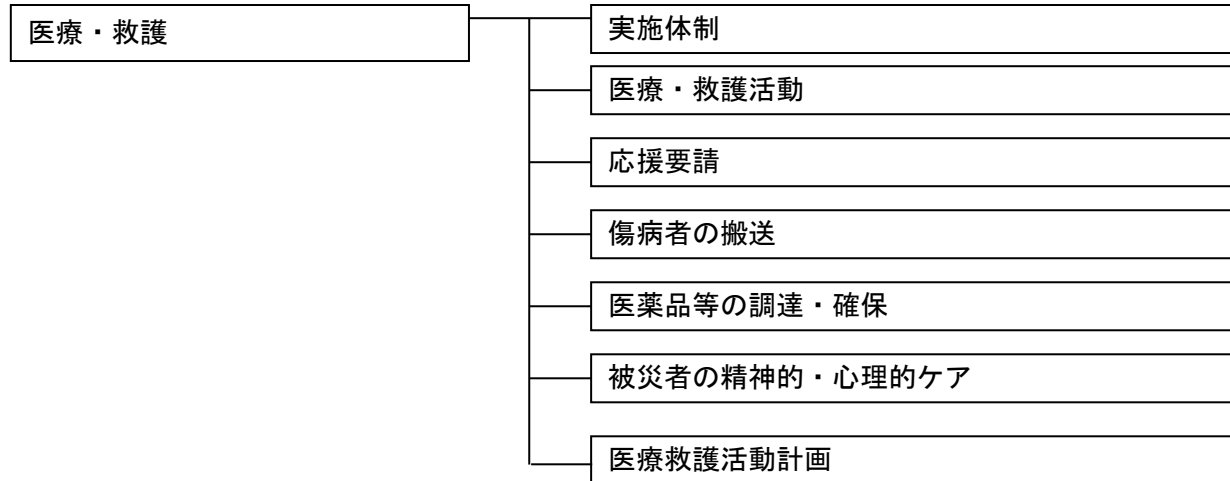 医療・救護
実施体制
医療・救護活動
応援要請
傷病者の搬送
医薬品等の調達・確保
被災者の精神的・心理的ケア
医療救護活動計画